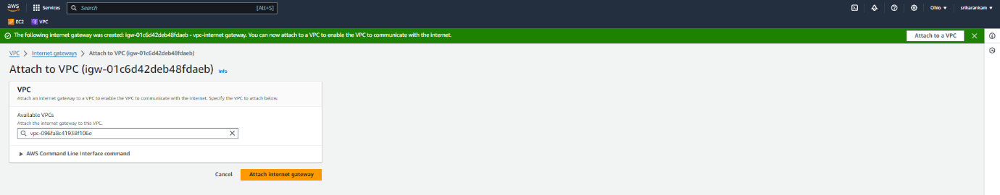 aws Services Search [Alt+S] Ohio srikarankam
EC2 VPC
The following internet gateway was created: igw-01c6d42deb48fdaeb - vpc-internet gateway. You can now attach to a VPC to enable the VPC to communicate with the internet. Attach to a VPC
VPC Internet gateways Attach to VPC (igw-01c6d42deb48fdaeb)
Attach to VPC (igw-01c6d42deb48fdaeb) Info
VPC
Attach an internet gateway to a VPC to enable the VPC to communicate with the internet. Specify the VPC to attach below.
Available VPCs
Attach the internet gateway to this VPC.
vpc-096fa8c41938f106e
AWS Command Line Interface command
Cancel Attach internet gateway